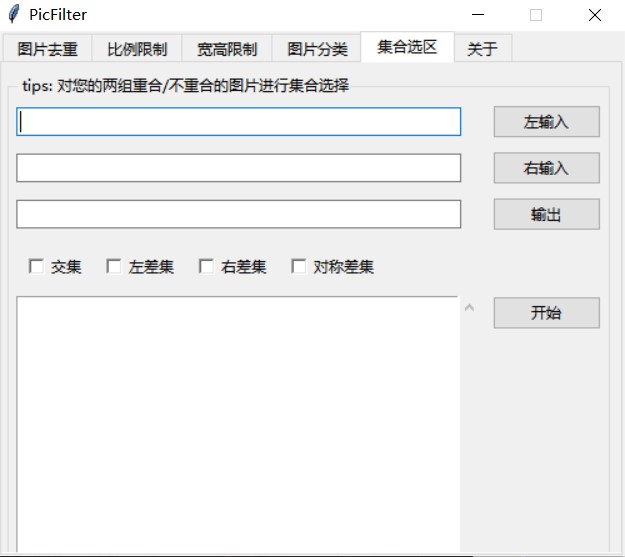 PicFilter
图片去重 比例限制 宽高限制 图片分类 集合选区 关于
tips: 对您的两组重合/不重合的图片进行集合选择
左输入
右输入
输出
交集 左差集 右差集 对称差集
开始